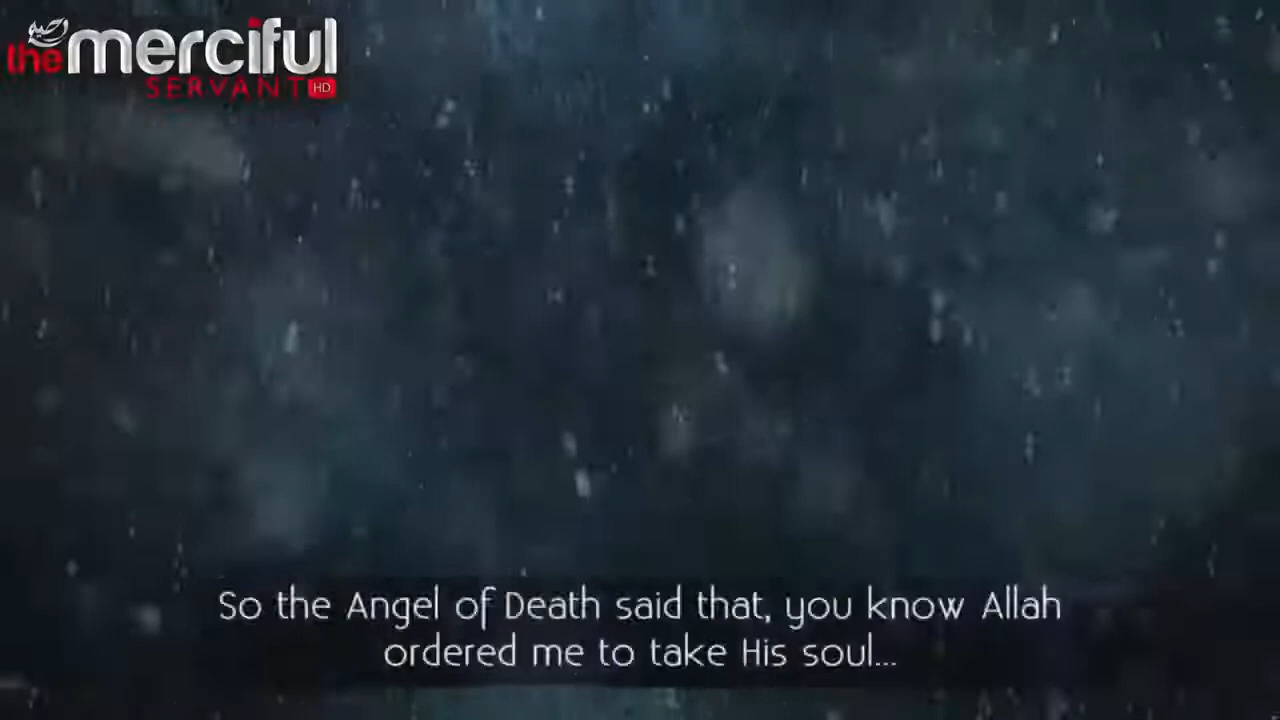 the merciful
SERVANT HD
So the Angel of Death said that, you know Allah
ordered me to take His soul...